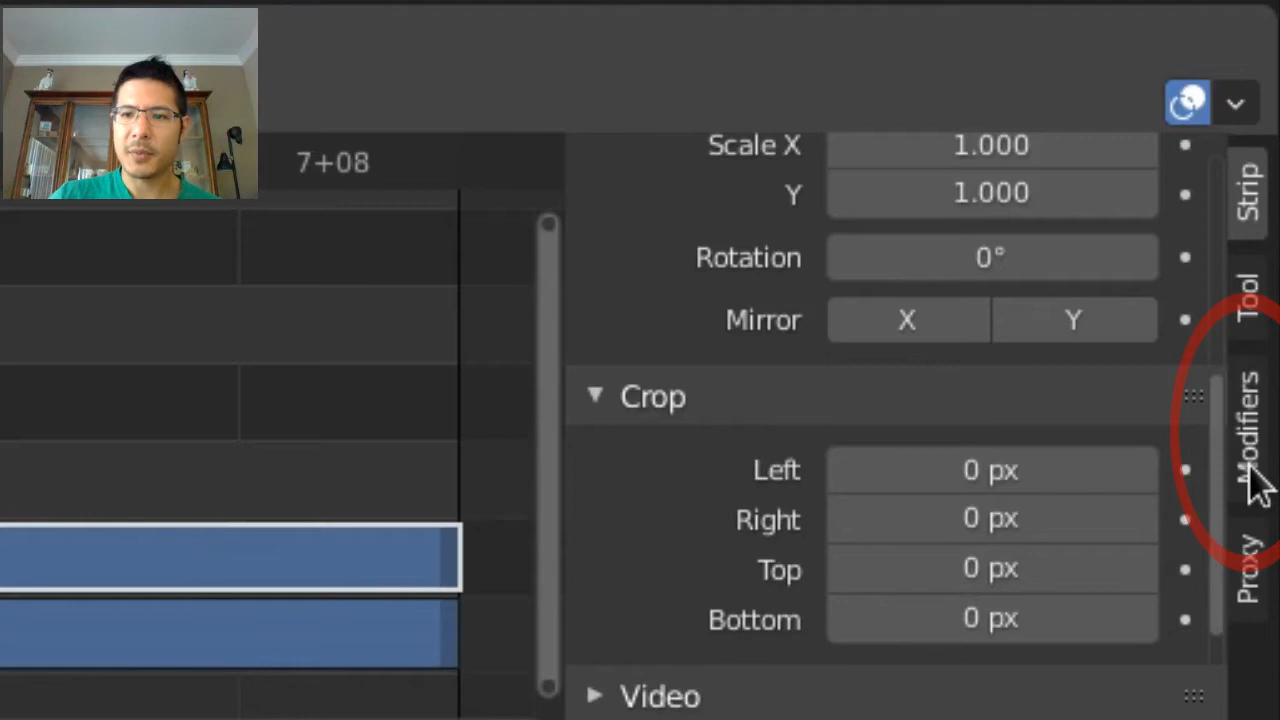 7+08
Scale X 1.000
Y 1.000
Rotation 0°
Mirror X Y
Crop
Left 0 px
Right 0 px
Top 0 px
Bottom 0 px
Video
Strip
Tool
Modifiers
Proxy